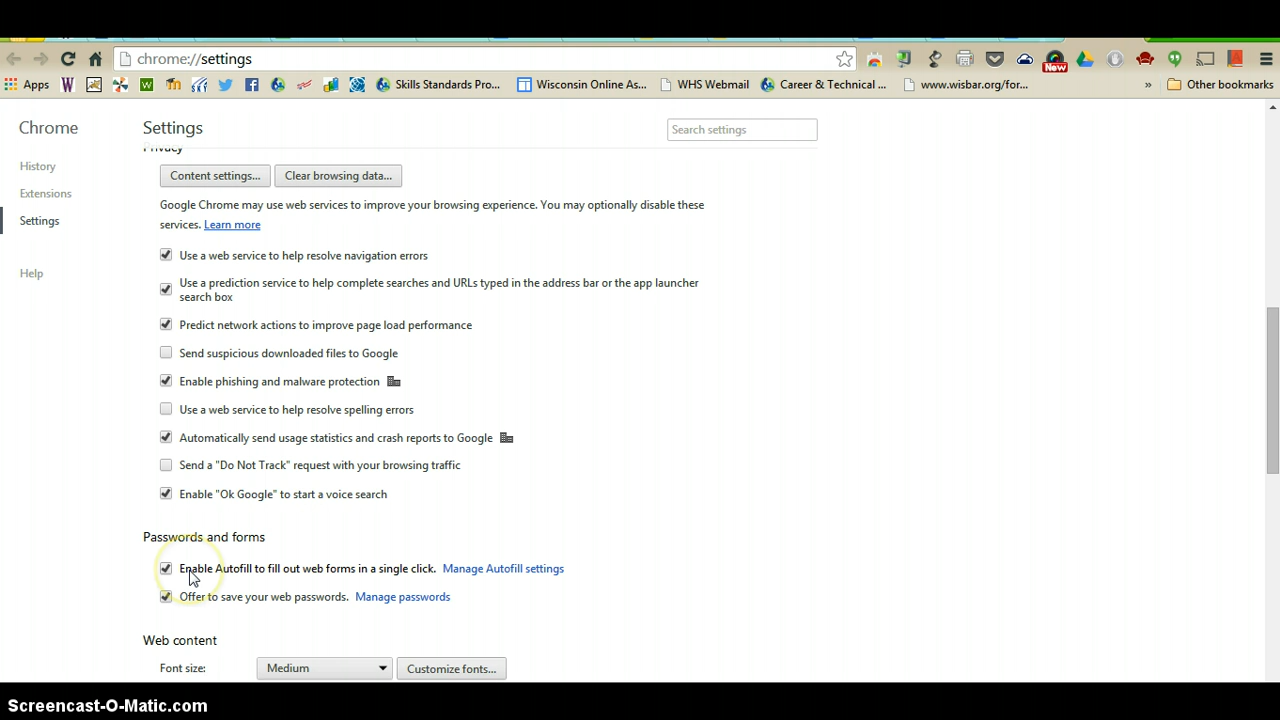 chrome://settings
New
Apps
Skills Standards Pro...
Wisconsin Online As...
WHS Webmail
Career & Technical ...
www.wisbar.org/for...
»
Other bookmarks
Chrome
Settings
Search settings
History
Extensions
Settings
Help
Privacy
Content settings...
Clear browsing data...
Google Chrome may use web services to improve your browsing experience. You may optionally disable these
services. Learn more
Use a web service to help resolve navigation errors
Use a prediction service to help complete searches and URLs typed in the address bar or the app launcher
search box
Predict network actions to improve page load performance
Send suspicious downloaded files to Google
Enable phishing and malware protection
Use a web service to help resolve spelling errors
Automatically send usage statistics and crash reports to Google
Send a "Do Not Track" request with your browsing traffic
Enable "Ok Google" to start a voice search
Passwords and forms
Enable Autofill to fill out web forms in a single click. Manage Autofill settings
Offer to save your web passwords. Manage passwords
Web content
Font size:
Medium
Customize fonts...
Screencast-O-Matic.com